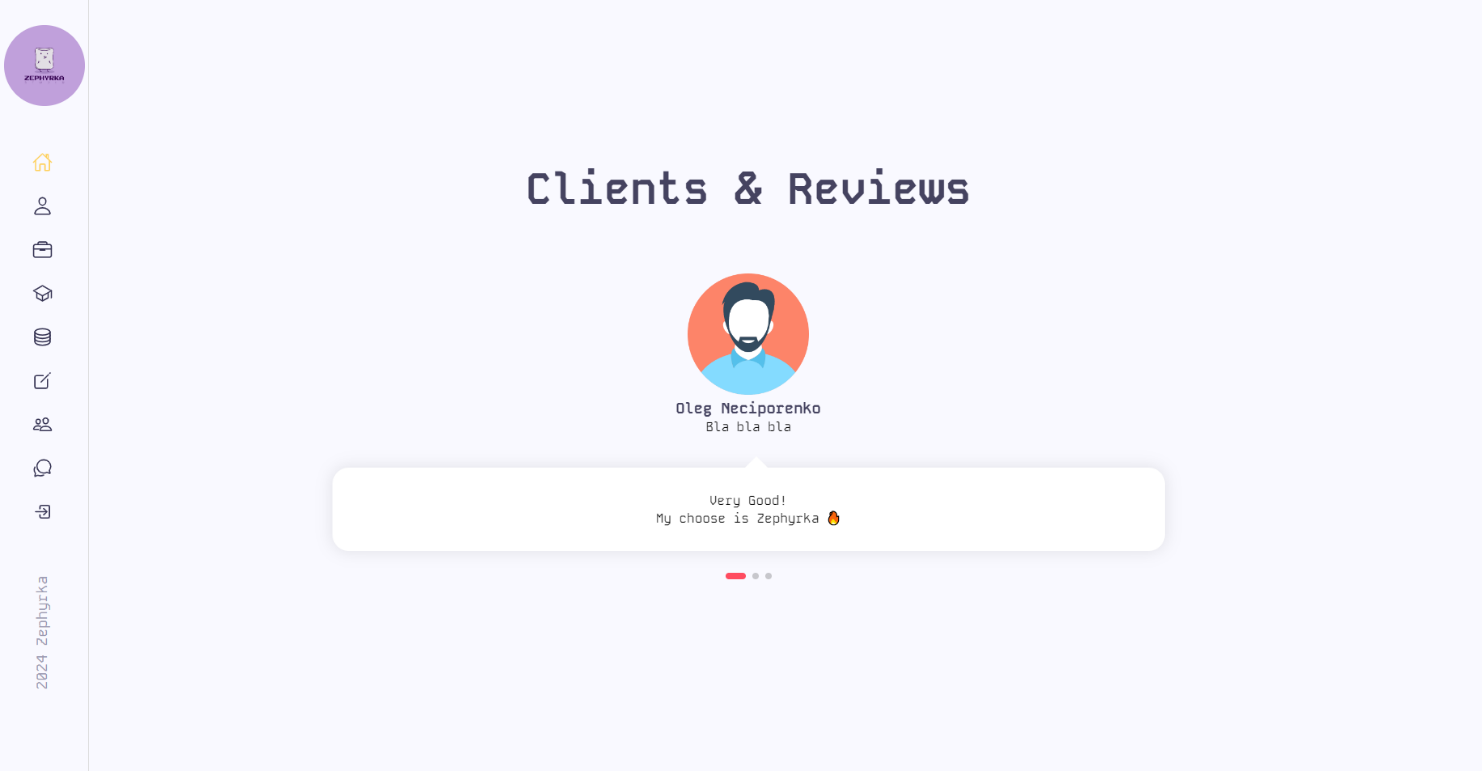 ZEPHYRKA
2024 Zephyrka
Clients & Reviews
Oleg Neciporenko
Bla bla bla
Very Good!
My choose is Zephyrka 🔥